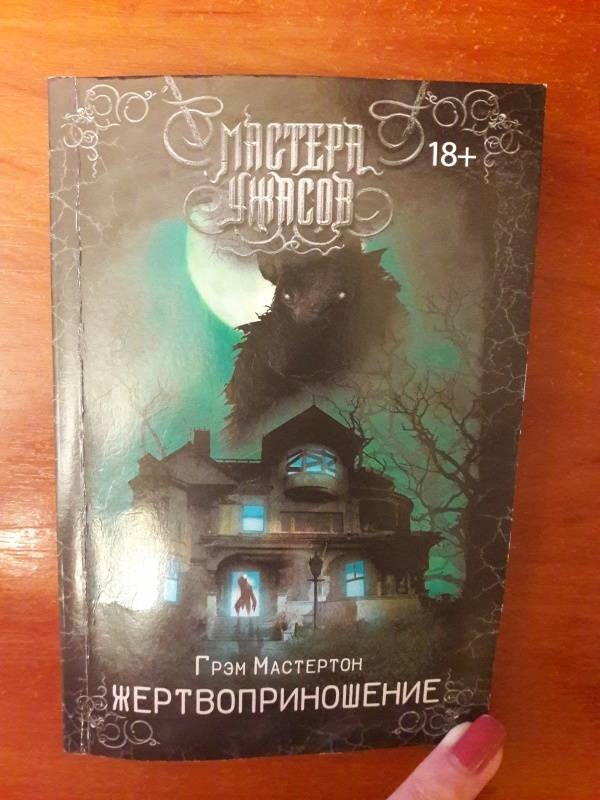 МАСТЕРА
УЖАСОВ
18+
Грэм Мастертон
ЖЕРТВОПРИНОШЕНИЕ